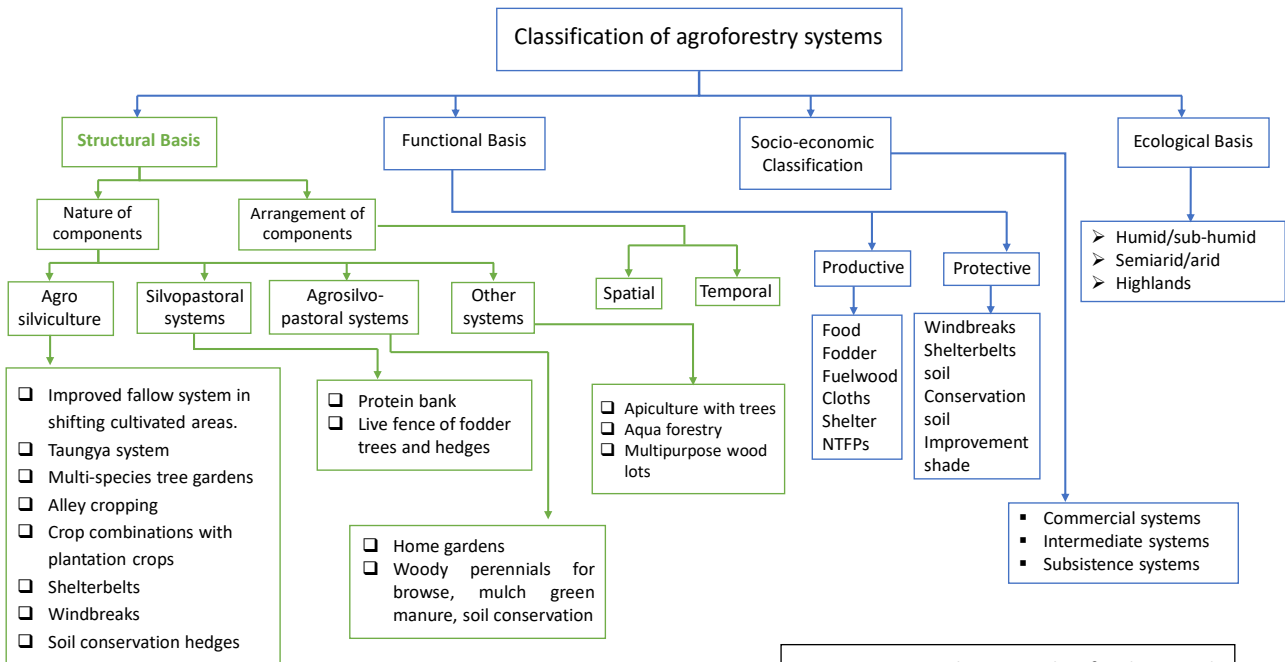 Classification of agroforestry systems
Structural Basis
Functional Basis
Socio-economic
Classification
Ecological Basis
Nature of
components
Arrangement of
components
➢ Humid/sub-humid
➢ Semiarid/arid
➢ Highlands
Productive
Protective
Agro
silviculture
Silvopastoral
systems
Agrosilvo-
pastoral systems
Other
systems
Spatial
Temporal
Food
Fodder
Fuelwood
Cloths
Shelter
NTFPs
Windbreaks
Shelterbelts
soil
Conservation
soil
Improvement
shade
❑ Improved fallow system in
shifting cultivated areas.
❑ Taungya system
❑ Multi-species tree gardens
❑ Alley cropping
❑ Crop combinations with
plantation crops
❑ Shelterbelts
❑ Windbreaks
❑ Soil conservation hedges
❑ Protein bank
❑ Live fence of fodder
trees and hedges
❑ Apiculture with trees
❑ Aqua forestry
❑ Multipurpose wood
lots
❑ Home gardens
❑ Woody perennials for
browse, mulch green
manure, soil conservation
▪ Commercial systems
▪ Intermediate systems
▪ Subsistence systems